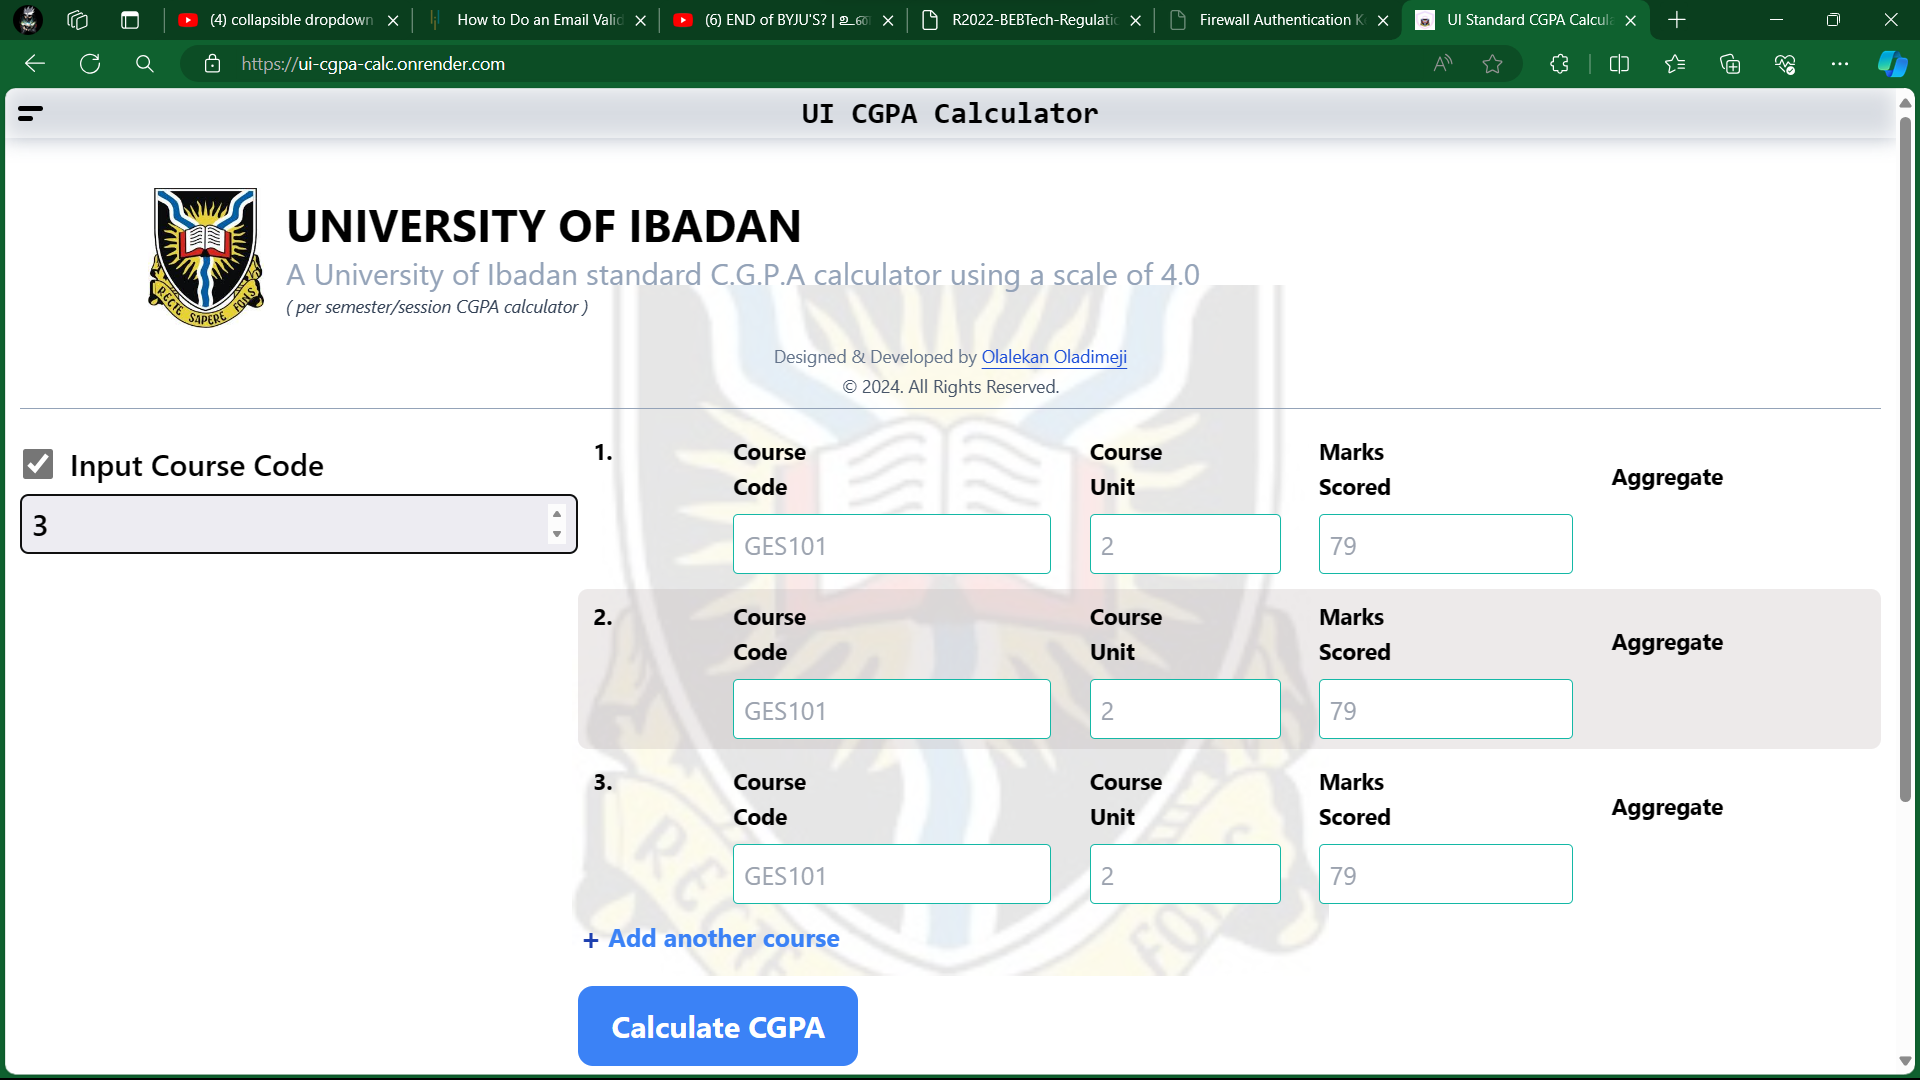 (4) collapsible dropdown
How to Do an Email Valid
(6) END of BYJU'S? | உண
R2022-BEBTech-Regulatio
Firewall Authentication Ke
UI Standard CGPA Calcula
https://ui-cgpa-calc.onrender.com
UI CGPA Calculator
UNIVERSITY OF IBADAN
A University of Ibadan standard C.G.P.A calculator using a scale of 4.0
( per semester/session CGPA calculator )
RECTE SAPERE FONS
Designed & Developed by Olalekan Oladimeji
© 2024. All Rights Reserved.
Input Course Code
3
1.
Course
Code
Course
Unit
Marks
Scored
Aggregate
GES101
2
79
2.
Course
Code
Course
Unit
Marks
Scored
Aggregate
GES101
2
79
3.
Course
Code
Course
Unit
Marks
Scored
Aggregate
GES101
2
79
+ Add another course
Calculate CGPA